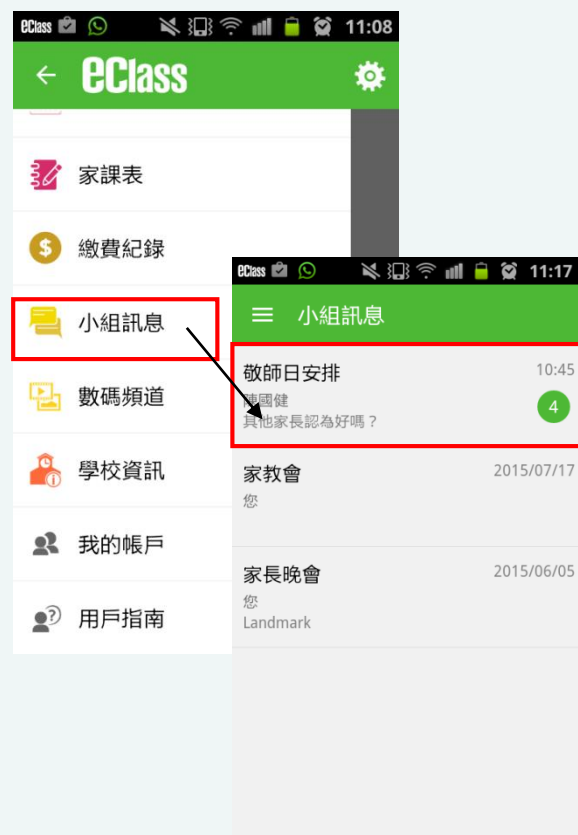 eClass 11:08
eClass
家課表
繳費紀錄
小組訊息
數碼頻道
學校資訊
我的帳戶
用戶指南
eClass 11:17
小組訊息
敬師日安排 10:45
陳國健 4
其他家長認為好嗎？
家教會 2015/07/17
您
家長晚會 2015/06/05
您
Landmark